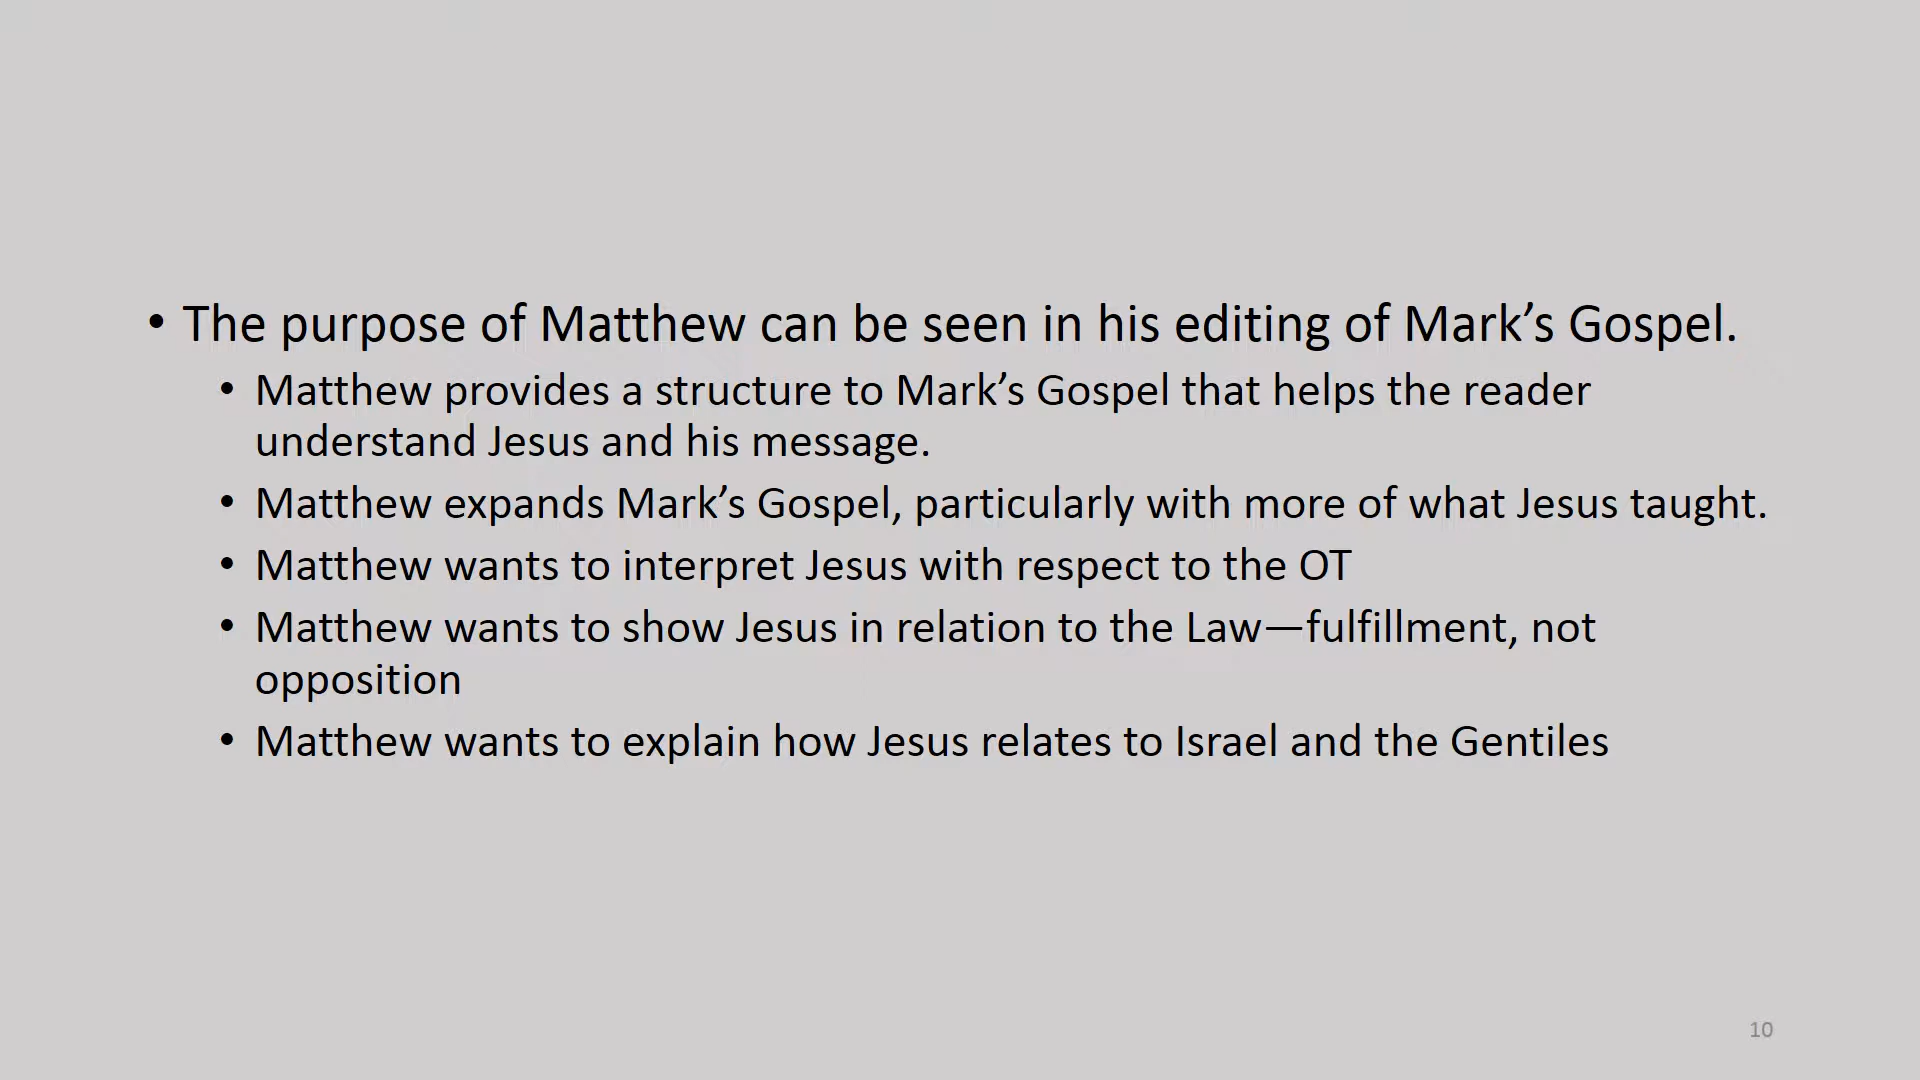 • The purpose of Matthew can be seen in his editing of Mark’s Gospel.
• Matthew provides a structure to Mark’s Gospel that helps the reader
understand Jesus and his message.
• Matthew expands Mark’s Gospel, particularly with more of what Jesus taught.
• Matthew wants to interpret Jesus with respect to the OT
• Matthew wants to show Jesus in relation to the Law—fulfillment, not
opposition
• Matthew wants to explain how Jesus relates to Israel and the Gentiles
10